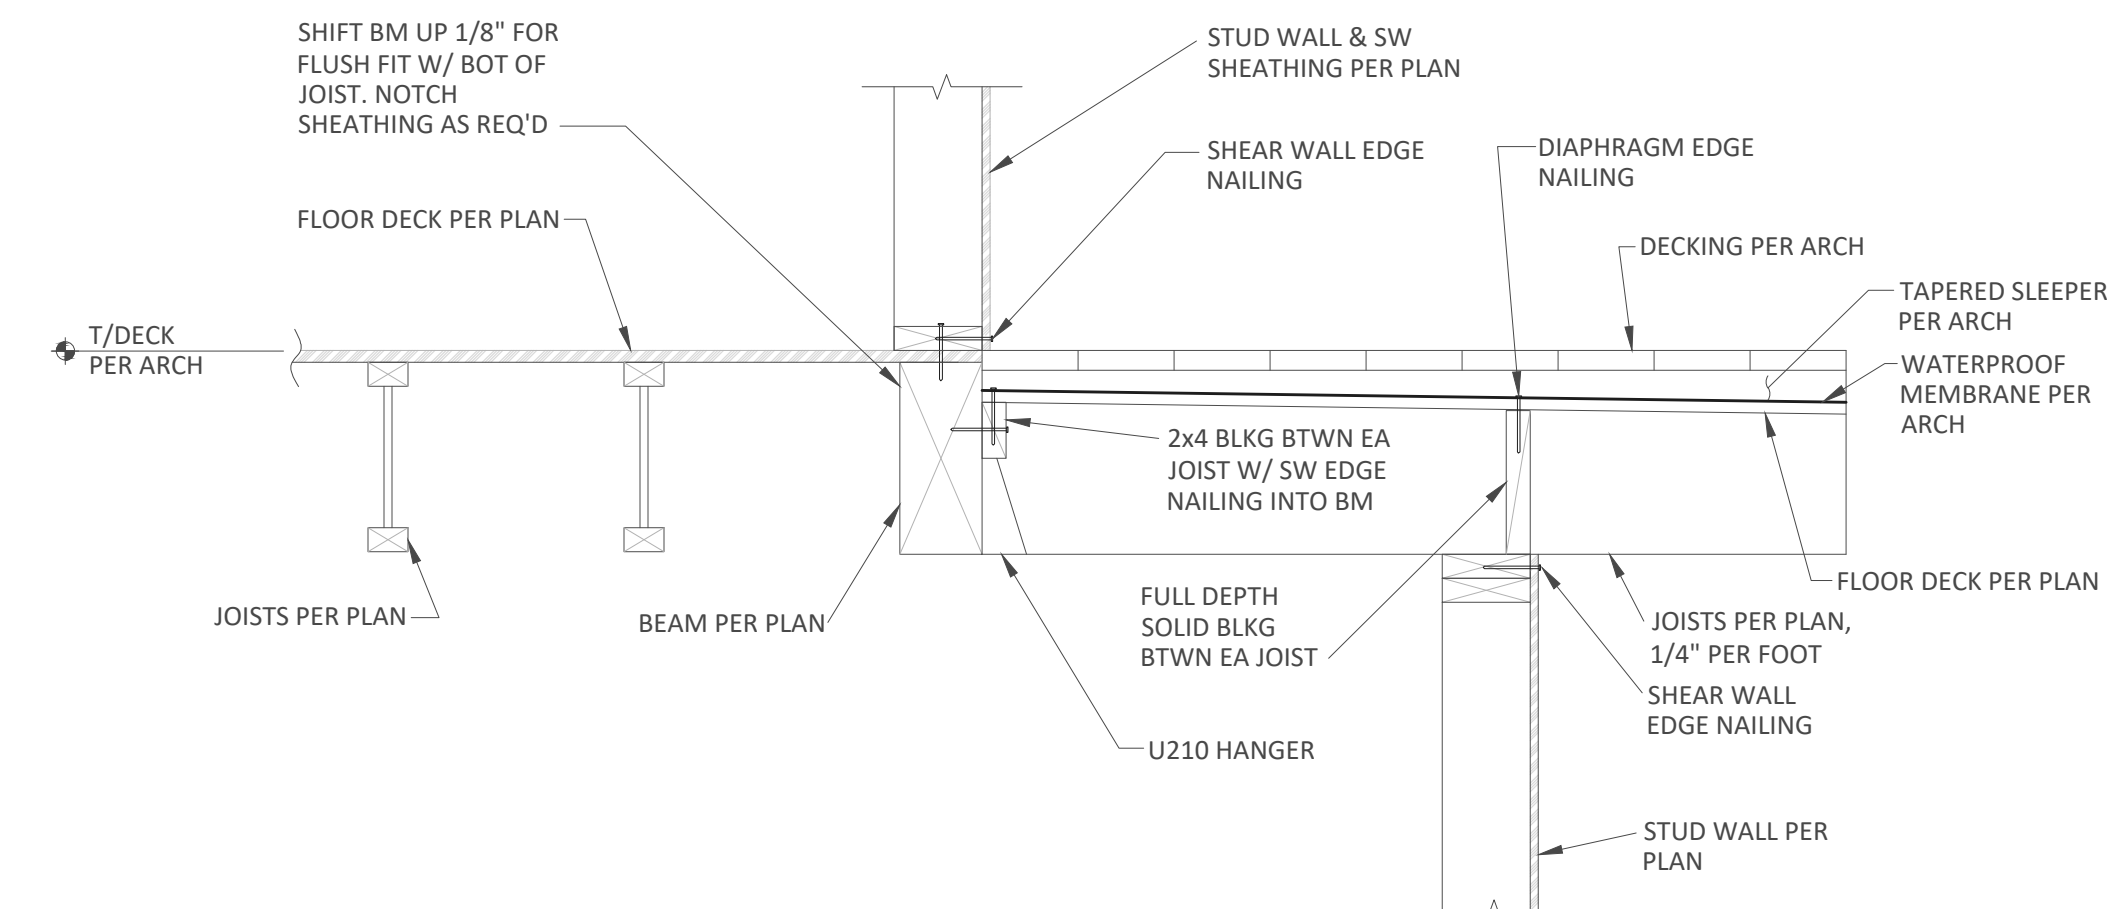 SHIFT BM UP 1/8" FOR
FLUSH FIT W/ BOT OF
JOIST. NOTCH
SHEATHING AS REQ'D
STUD WALL & SW
SHEATHING PER PLAN
SHEAR WALL EDGE
NAILING
DIAPHRAGM EDGE
NAILING
FLOOR DECK PER PLAN
DECKING PER ARCH
TAPERED SLEEPER
PER ARCH
T/DECK
PER ARCH
WATERPROOF
MEMBRANE PER
ARCH
2x4 BLKG BTWN EA
JOIST W/ SW EDGE
NAILING INTO BM
JOISTS PER PLAN
BEAM PER PLAN
FULL DEPTH
SOLID BLKG
BTWN EA JOIST
FLOOR DECK PER PLAN
JOISTS PER PLAN,
1/4" PER FOOT
SHEAR WALL
EDGE NAILING
U210 HANGER
STUD WALL PER
PLAN